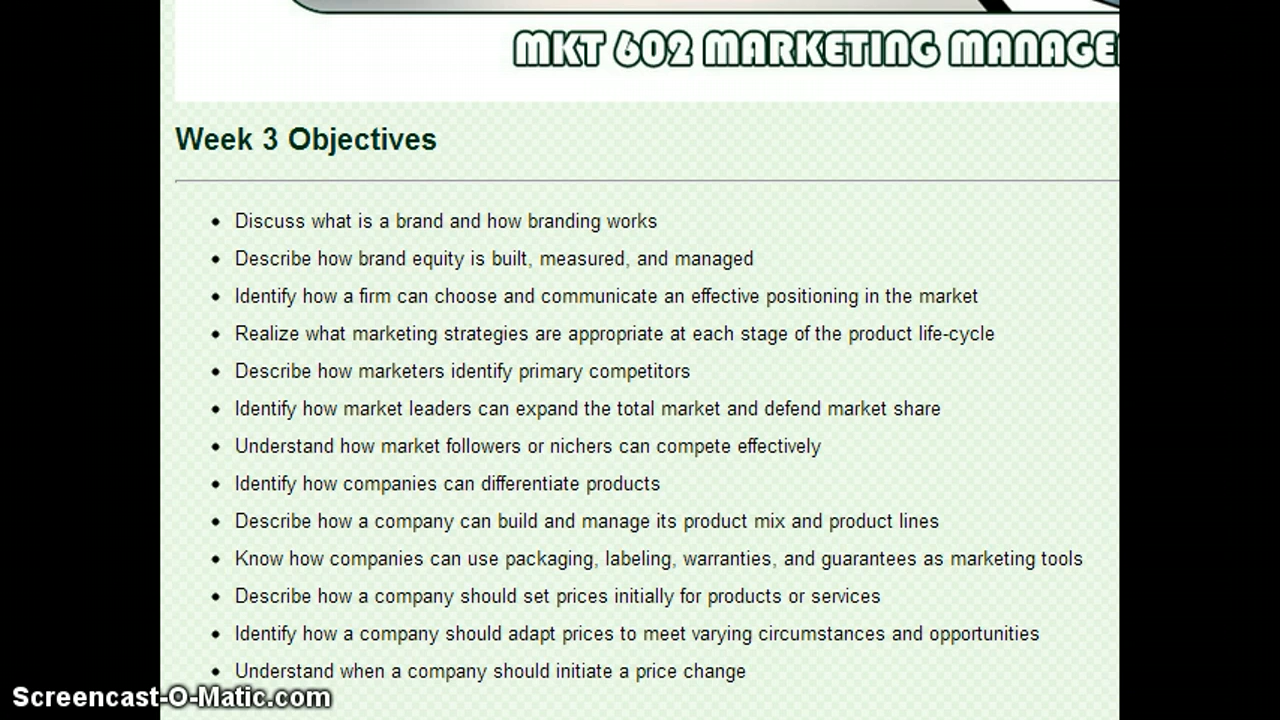 MKT 602 MARKETING
Week 3 Objectives
Discuss what is a brand and how branding works
Describe how brand equity is built, measured, and managed
Identify how a firm can choose and communicate an effective positioning in the market
Realize what marketing strategies are appropriate at each stage of the product life-cycle
Describe how marketers identify primary competitors
Identify how market leaders can expand the total market and defend market share
Understand how market followers or nichers can compete effectively
Identify how companies can differentiate products
Describe how a company can build and manage its product mix and product lines
Know how companies can use packaging, labeling, warranties, and guarantees as marketing tools
Describe how a company should set prices initially for products or services
Identify how a company should adapt prices to meet varying circumstances and opportunities
Understand when a company should initiate a price change
Screencast-O-Matic.com